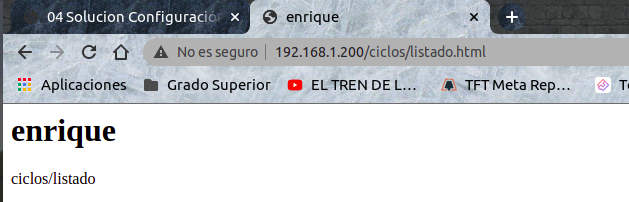 04 Solucion Configuracion
enrique
No es seguro | 192.168.1.200/ciclos/listado.html
Aplicaciones Grado Superior EL TREN DE L… TFT Meta Rep…
enrique
ciclos/listado